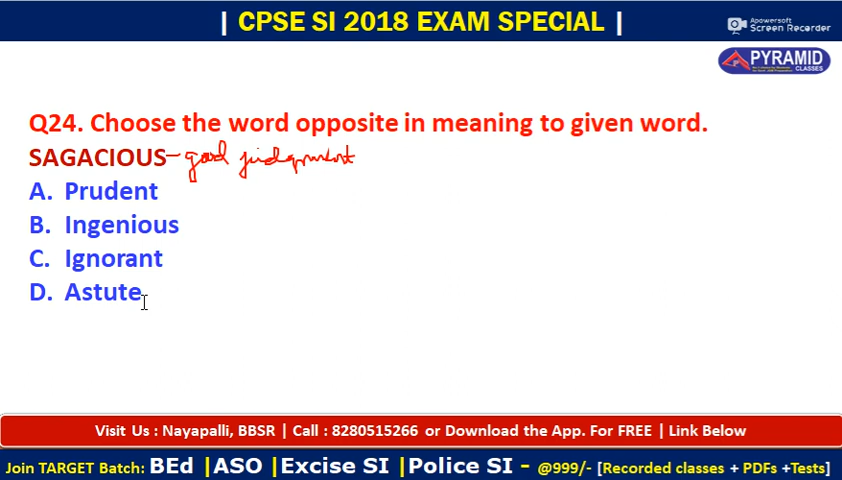 | CPSE SI 2018 EXAM SPECIAL |
Apowersoft
Screen Recorder
PYRAMID
CLASSES
Q24. Choose the word opposite in meaning to given word.
SAGACIOUS - good judgment
A. Prudent
B. Ingenious
C. Ignorant
D. Astute
Visit Us : Nayapalli, BBSR | Call : 8280515266 or Download the App. For FREE | Link Below
Join TARGET Batch: BEd |ASO |Excise SI |Police SI - @999/- [Recorded classes + PDFs +Tests]